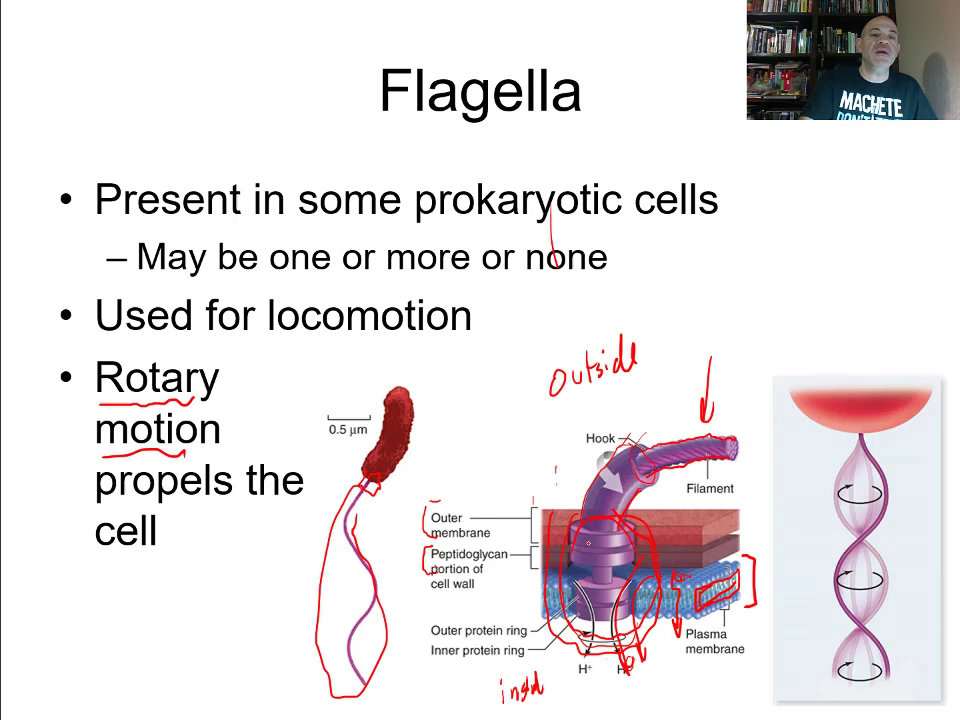 Flagella
MACHETE
• Present in some prokaryotic cells
– May be one or more or none
• Used for locomotion
• Rotary
motion
propels the
cell
outside
0.5 μm
Hook
Filament
Outer
membrane
Peptidoglycan
portion of
cell wall
Outer protein ring
Inner protein ring
Plasma
membrane
H+